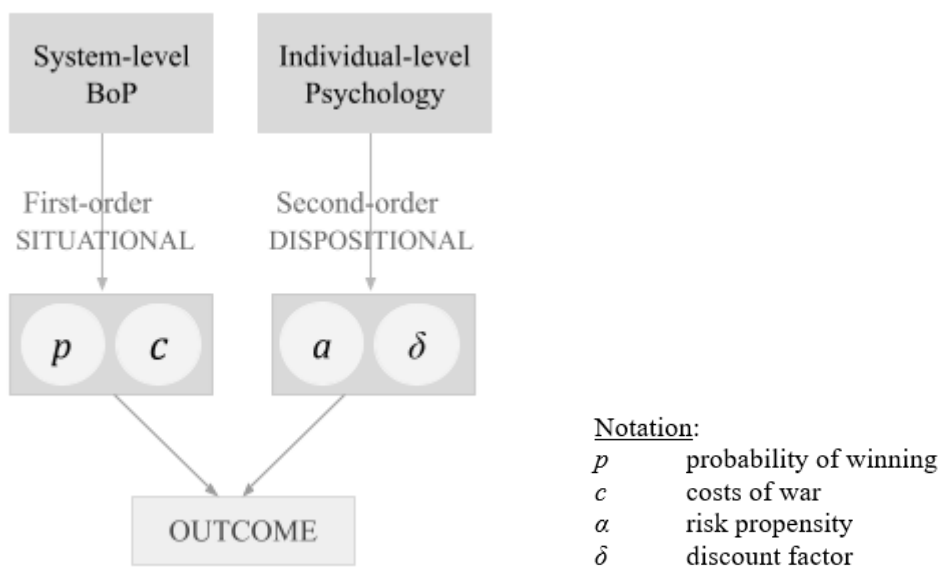 System-level
BoP
Individual-level
Psychology
First-order
SITUATIONAL
Second-order
DISPOSITIONAL
p c
a δ
OUTCOME
Notation:
p probability of winning
c costs of war
α risk propensity
δ discount factor